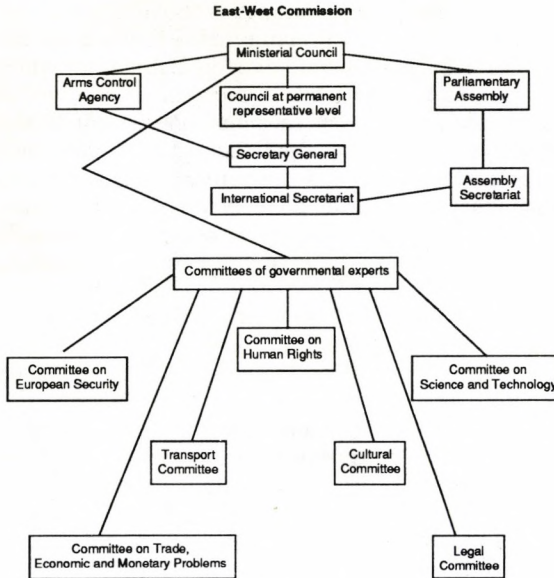 East-West Commission
Ministerial Council
Arms Control
Agency
Council at permanent
representative level
Parliamentary
Assembly
Secretary General
International Secretariat
Assembly
Secretariat
Committees of governmental experts
Committee on
European Security
Committee on
Human Rights
Committee on
Science and Technology
Transport
Committee
Cultural
Committee
Committee on Trade,
Economic and Monetary Problems
Legal
Committee